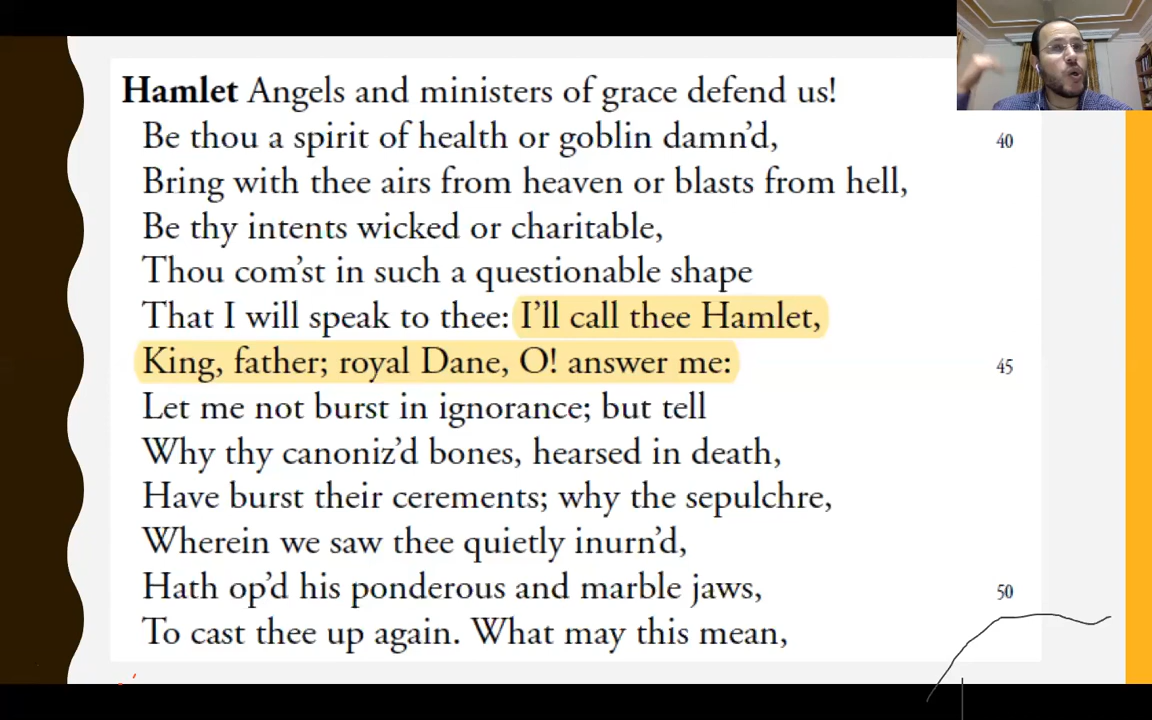 Hamlet Angels and ministers of grace defend us!
Be thou a spirit of health or goblin damn’d, 40
Bring with thee airs from heaven or blasts from hell,
Be thy intents wicked or charitable,
Thou com’st in such a questionable shape
That I will speak to thee: I’ll call thee Hamlet,
King, father; royal Dane, O! answer me: 45
Let me not burst in ignorance; but tell
Why thy canoniz’d bones, hearsed in death,
Have burst their cerements; why the sepulchre,
Wherein we saw thee quietly inurn’d,
Hath op’d his ponderous and marble jaws, 50
To cast thee up again. What may this mean,